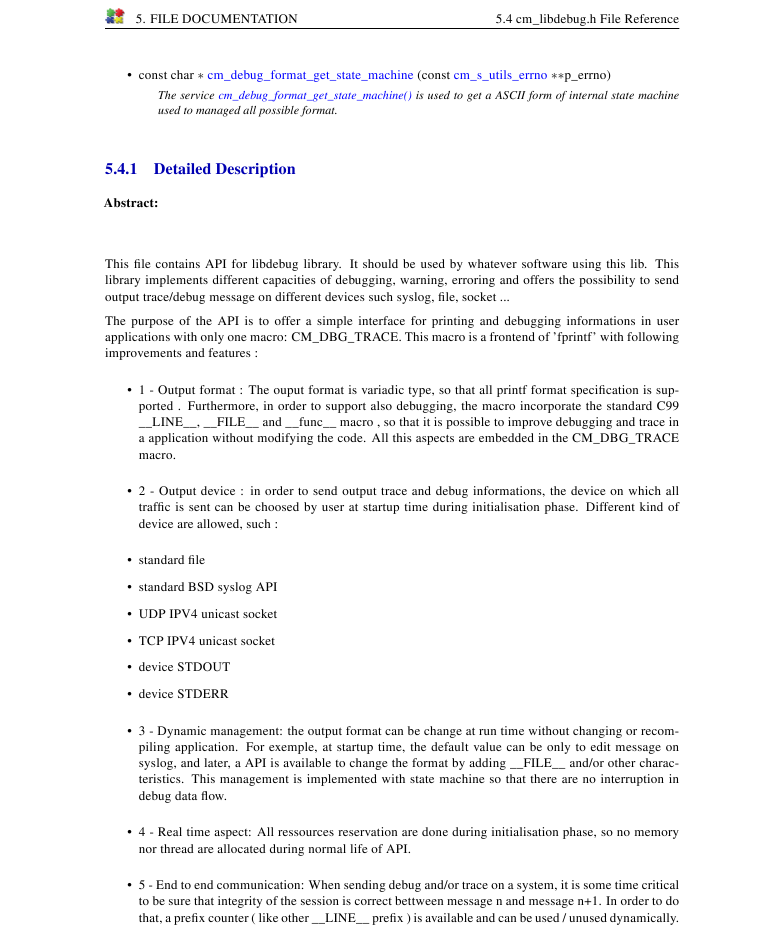 5. FILE DOCUMENTATION 5.4 cm_libdebug.h File Reference
• const char ∗ cm_debug_format_get_state_machine (const cm_s_utils_errno ∗∗p_errno)
The service cm_debug_format_get_state_machine() is used to get a ASCII form of internal state machine
used to managed all possible format.
5.4.1 Detailed Description
Abstract:
This file contains API for libdebug library. It should be used by whatever software using this lib. This
library implements different capacities of debugging, warning, erroring and offers the possibility to send
output trace/debug message on different devices such syslog, file, socket ...
The purpose of the API is to offer a simple interface for printing and debugging informations in user
applications with only one macro: CM_DBG_TRACE. This macro is a frontend of 'fprintf' with following
improvements and features :
• 1 - Output format : The ouput format is variadic type, so that all printf format specification is sup-
ported . Furthermore, in order to support also debugging, the macro incorporate the standard C99
__LINE__, __FILE__ and __func__ macro , so that it is possible to improve debugging and trace in
a application without modifying the code. All this aspects are embedded in the CM_DBG_TRACE
macro.
• 2 - Output device : in order to send output trace and debug informations, the device on which all
traffic is sent can be choosed by user at startup time during initialisation phase. Different kind of
device are allowed, such :
• standard file
• standard BSD syslog API
• UDP IPV4 unicast socket
• TCP IPV4 unicast socket
• device STDOUT
• device STDERR
• 3 - Dynamic management: the output format can be change at run time without changing or recom-
piling application. For exemple, at startup time, the default value can be only to edit message on
syslog, and later, a API is available to change the format by adding __FILE__ and/or other charac-
teristics. This management is implemented with state machine so that there are no interruption in
debug data flow.
• 4 - Real time aspect: All ressources reservation are done during initialisation phase, so no memory
nor thread are allocated during normal life of API.
• 5 - End to end communication: When sending debug and/or trace on a system, it is some time critical
to be sure that integrity of the session is correct bettween message n and message n+1. In order to do
that, a prefix counter ( like other __LINE__ prefix ) is available and can be used / unused dynamically.